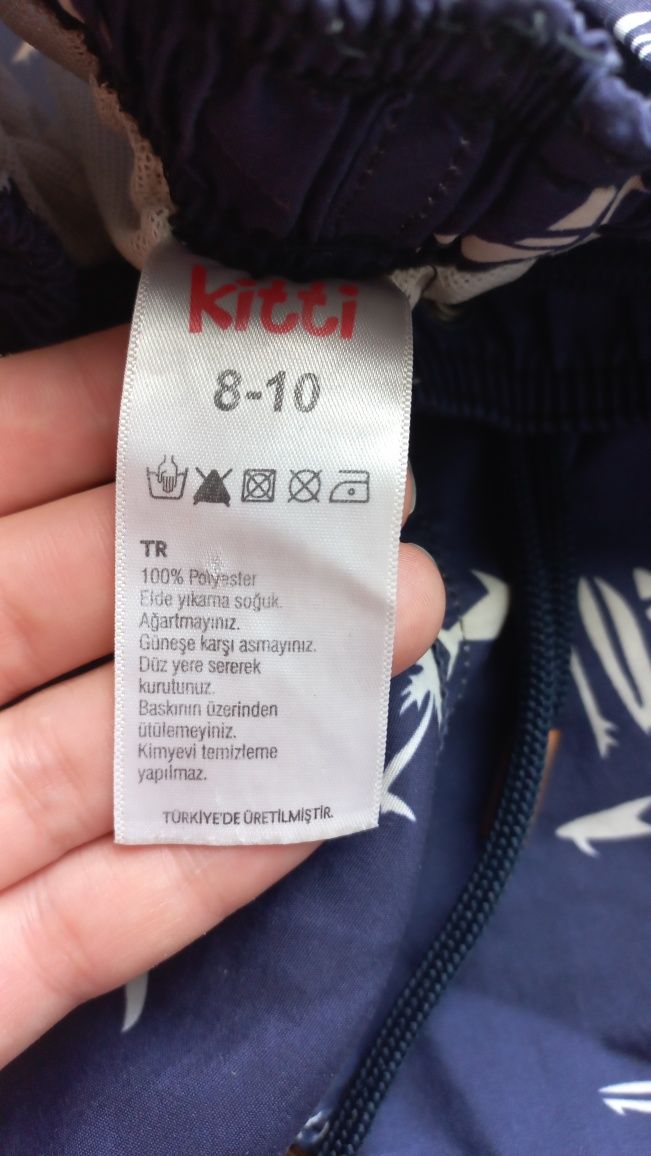 kitti
8-10
TR
100% Polyester
Elde yıkama soğuk.
Ağartmayınız.
Güneşe karşı asmayınız.
Düz yere sererek
kurutunuz.
Baskının üzerinden
ütülemeyiniz.
Kimyevi temizleme
yapılmaz.
TÜRKİYE'DE ÜRETİLMİŞTİR.